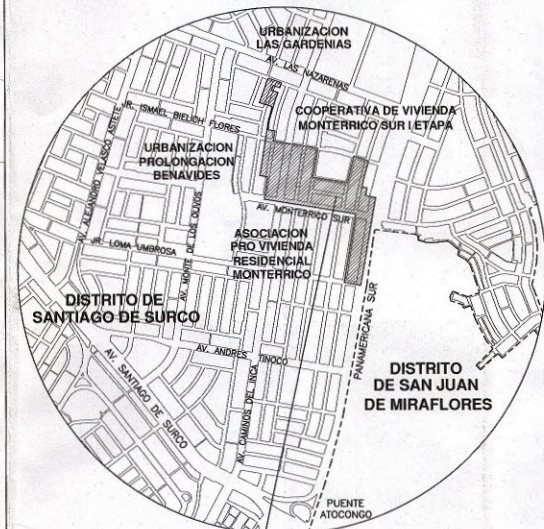 URBANIZACION
LAS GARDENIAS
AV. LAS NAZARENAS
JR. ISMAEL BIELICH FLORES
COOPERATIVA DE VIVIENDA
MONTERRICO SUR I ETAPA
URBANIZACION
PROLONGACION
BENAVIDES
AV. ALEJANDRO VELASCO ASTETE
AV. MONTE DE LOS OLIVOS
AV. MONTERRICO SUR
ASOCIACION
PRO VIVIENDA
RESIDENCIAL
MONTERRICO
JR. LOMA UMBROSA
DISTRITO DE
SANTIAGO DE SURCO
AV. SANTIAGO DE SURCO
AV. ANDRES TINOCO
AV. CAMINOS DEL INCA
PANAMERICANA SUR
DISTRITO
DE SAN JUAN
DE MIRAFLORES
PUENTE
ATOCONGO